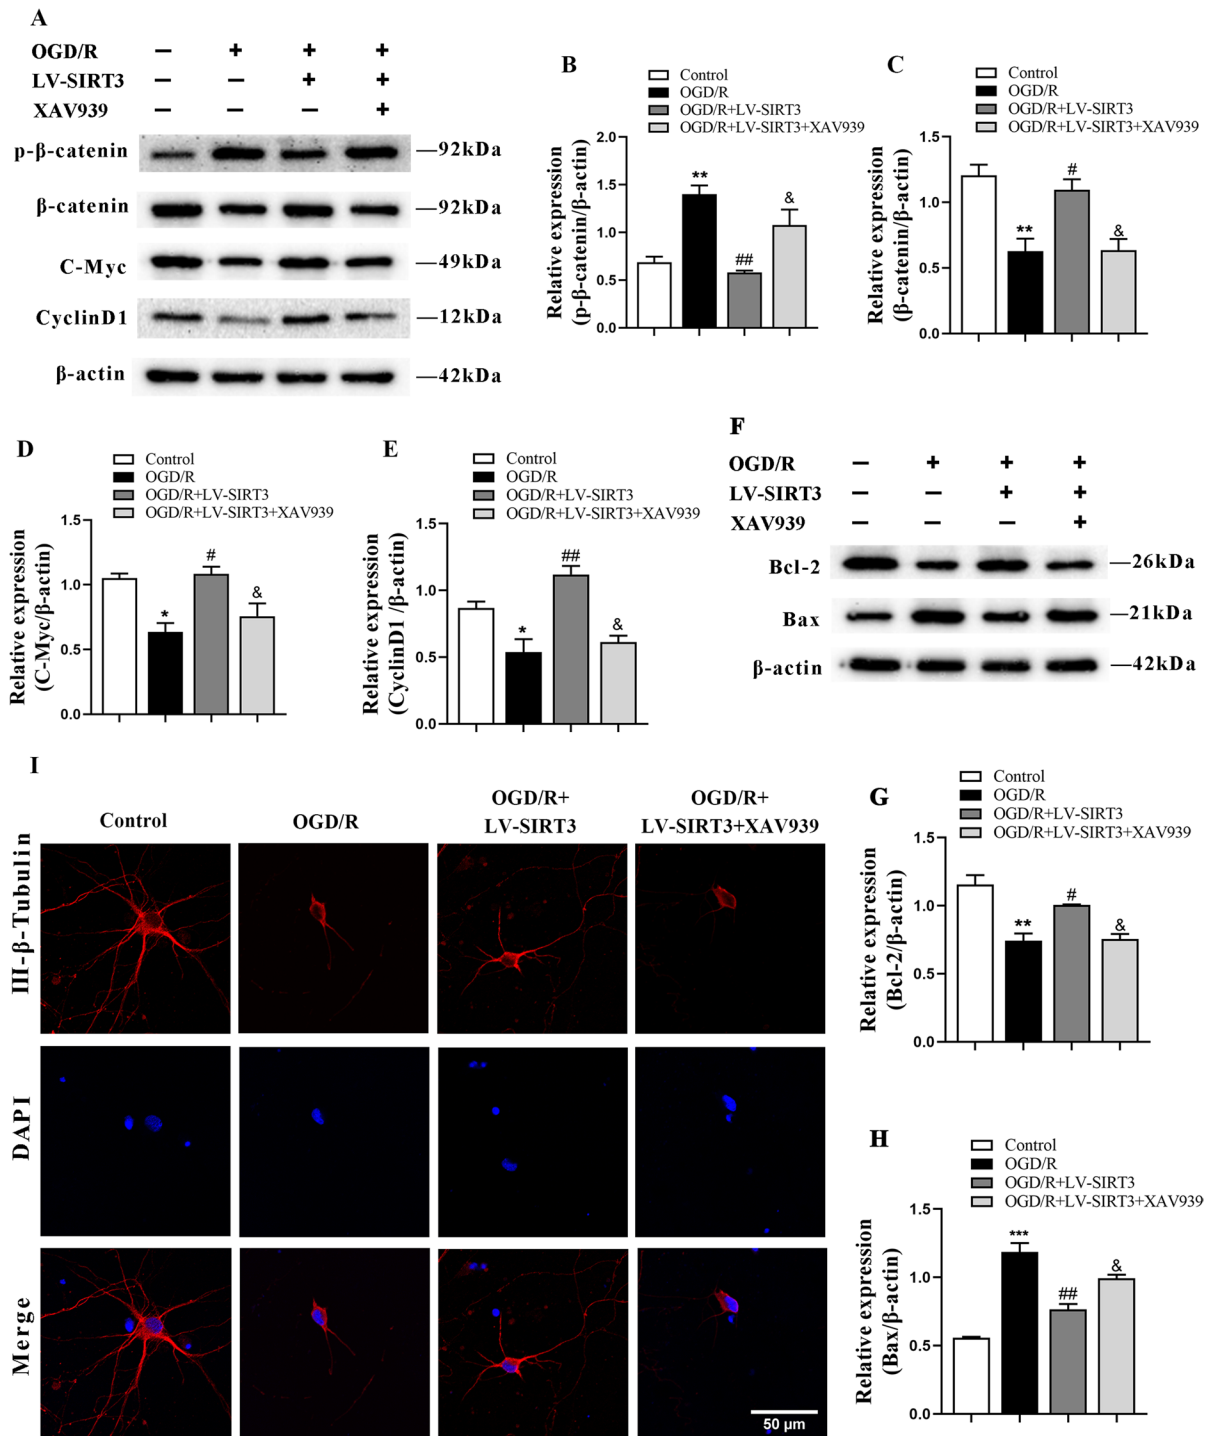 A
OGD/R − + + +
LV-SIRT3 − − + +
XAV939 − − − +
p-β-catenin —92kDa
β-catenin —92kDa
C-Myc —49kDa
CyclinD1 —12kDa
β-actin —42kDa
B
Control
OGD/R
OGD/R+LV-SIRT3
OGD/R+LV-SIRT3+XAV939
Relative expression
(p-β-catenin/β-actin)
2.0
1.5
1.0
0.5
0.0
**
##
&
C
Control
OGD/R
OGD/R+LV-SIRT3
OGD/R+LV-SIRT3+XAV939
Relative expression
(β-catenin/β-actin)
1.5
1.0
0.5
0.0
**
#
&
D
Control
OGD/R
OGD/R+LV-SIRT3
OGD/R+LV-SIRT3+XAV939
Relative expression
(C-Myc/β-actin)
1.5
1.0
0.5
0.0
*
#
&
E
Control
OGD/R
OGD/R+LV-SIRT3
OGD/R+LV-SIRT3+XAV939
Relative expression
(CyclinD1 /β-actin)
1.5
1.0
0.5
0.0
*
##
&
F
OGD/R − + + +
LV-SIRT3 − − + +
XAV939 − − − +
Bcl-2 —26kDa
Bax —21kDa
β-actin —42kDa
G
Control
OGD/R
OGD/R+LV-SIRT3
OGD/R+LV-SIRT3+XAV939
Relative expression
(Bcl-2/β-actin)
1.5
1.0
0.5
0.0
**
#
&
H
Control
OGD/R
OGD/R+LV-SIRT3
OGD/R+LV-SIRT3+XAV939
Relative expression
(Bax/β-actin)
1.5
1.0
0.5
0.0
***
##
&
I
Control
OGD/R
OGD/R+
LV-SIRT3
OGD/R+
LV-SIRT3+XAV939
III-β-Tubulin
DAPI
Merge
50 μm